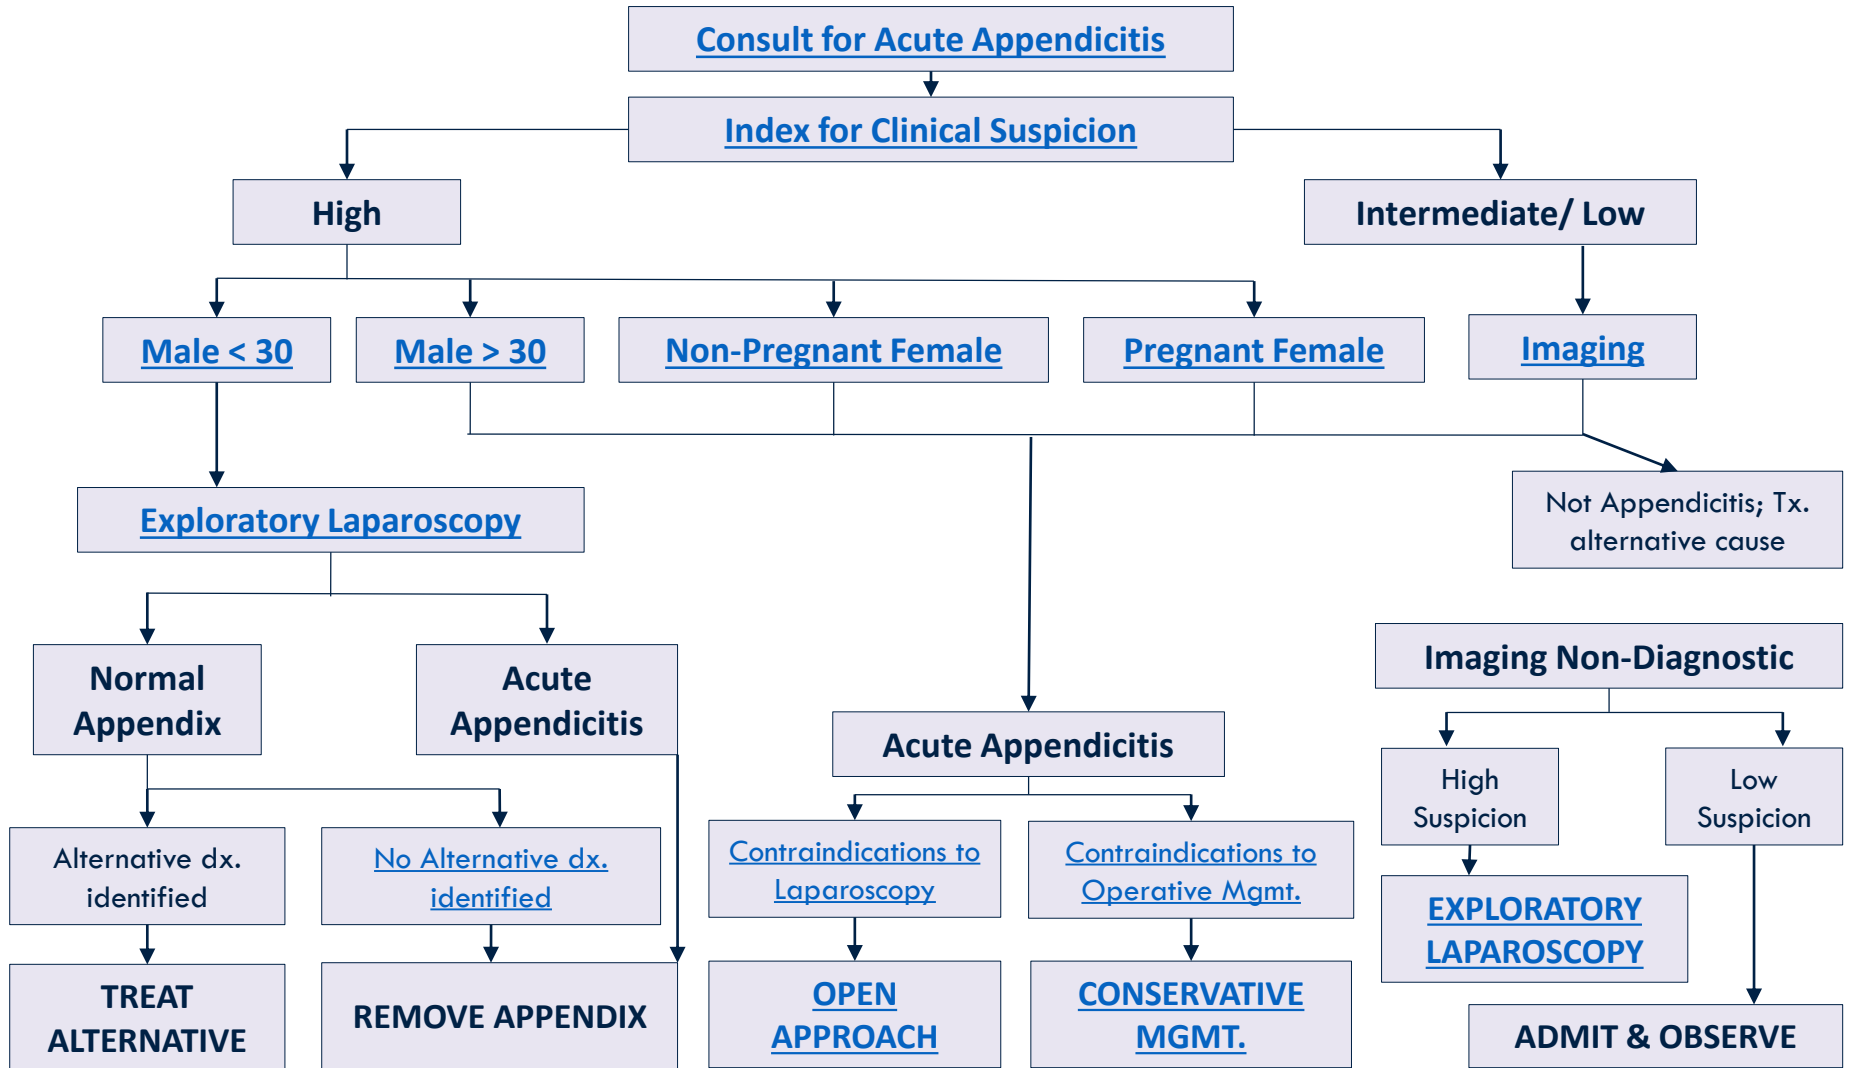 Consult for Acute Appendicitis
Index for Clinical Suspicion
High
Intermediate/ Low
Male < 30
Male > 30
Non-Pregnant Female
Pregnant Female
Imaging
Exploratory Laparoscopy
Not Appendicitis; Tx.
alternative cause
Normal
Appendix
Acute
Appendicitis
Acute Appendicitis
Imaging Non-Diagnostic
High
Suspicion
Low
Suspicion
Alternative dx.
identified
No Alternative dx.
identified
Contraindications to
Laparoscopy
Contraindications to
Operative Mgmt.
EXPLORATORY
LAPAROSCOPY
TREAT
ALTERNATIVE
REMOVE APPENDIX
OPEN
APPROACH
CONSERVATIVE
MGMT.
ADMIT & OBSERVE